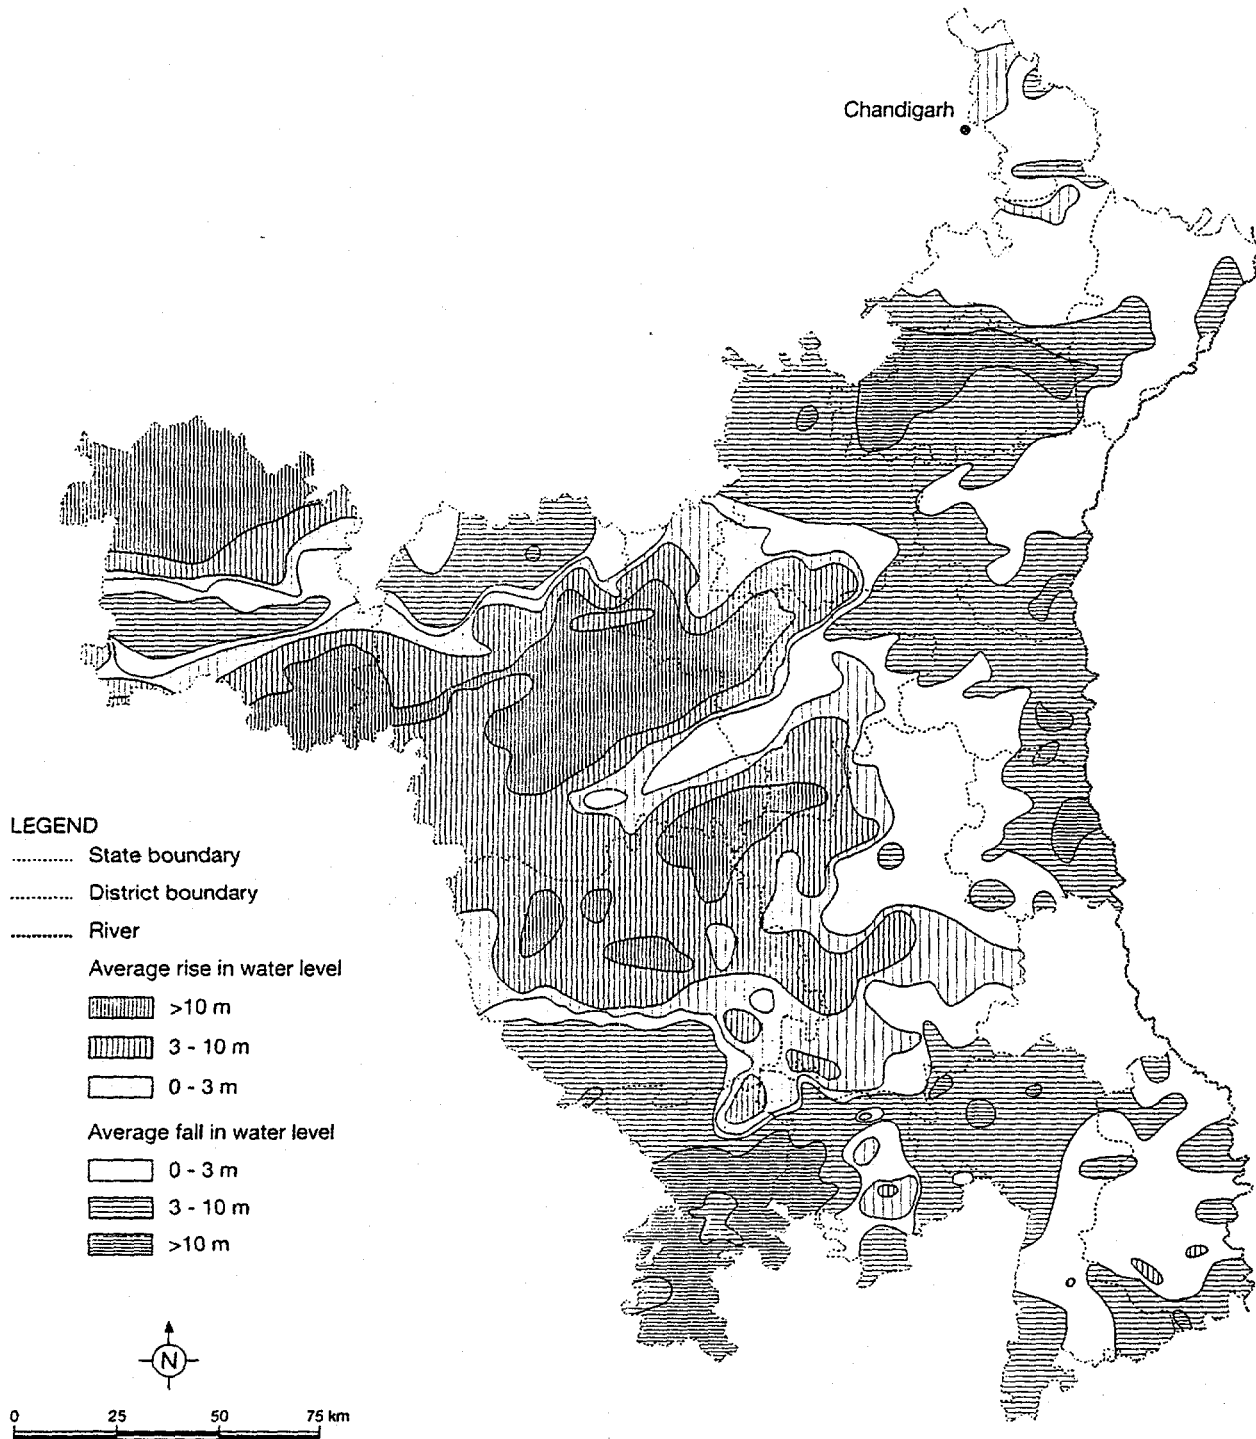 Chandigarh
LEGEND
State boundary
District boundary
River
Average rise in water level
>10 m
3 - 10 m
0 - 3 m
Average fall in water level
0 - 3 m
3 - 10 m
>10 m
N
0 25 50 75 km